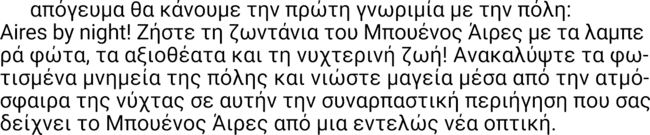 απόγευμα θα κάνουμε την πρώτη γνωριμία με την πόλη:
Aires by night! Ζήστε τη ζωντάνια του Μπουένος Άιρες με τα λαμπε
ρά φώτα, τα αξιοθέατα και τη νυχτερινή ζωή! Ανακαλύψτε τα φω-
τισμένα μνημεία της πόλης και νιώστε μαγεία μέσα από την ατμό-
σφαιρα της νύχτας σε αυτήν την συναρπαστική περιήγηση που σας
δείχνει το Μπουένος Άιρες από μια εντελώς νέα οπτική.